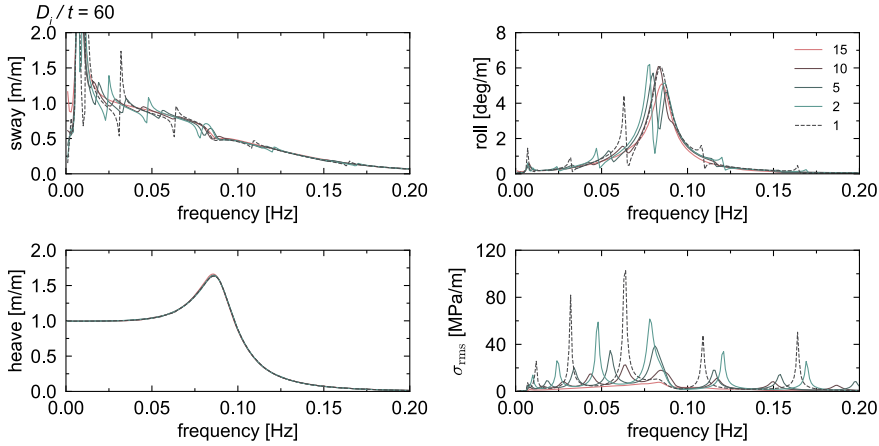 D_i / t = 60
sway [m/m]
2.0
1.5
1.0
0.5
0.0
0.00 0.05 0.10 0.15 0.20
frequency [Hz]
roll [deg/m]
8
6
4
2
0
15
10
5
2
1
0.00 0.05 0.10 0.15 0.20
frequency [Hz]
heave [m/m]
2.0
1.5
1.0
0.5
0.0
0.00 0.05 0.10 0.15 0.20
frequency [Hz]
σ_rms [MPa/m]
120
80
40
0
0.00 0.05 0.10 0.15 0.20
frequency [Hz]